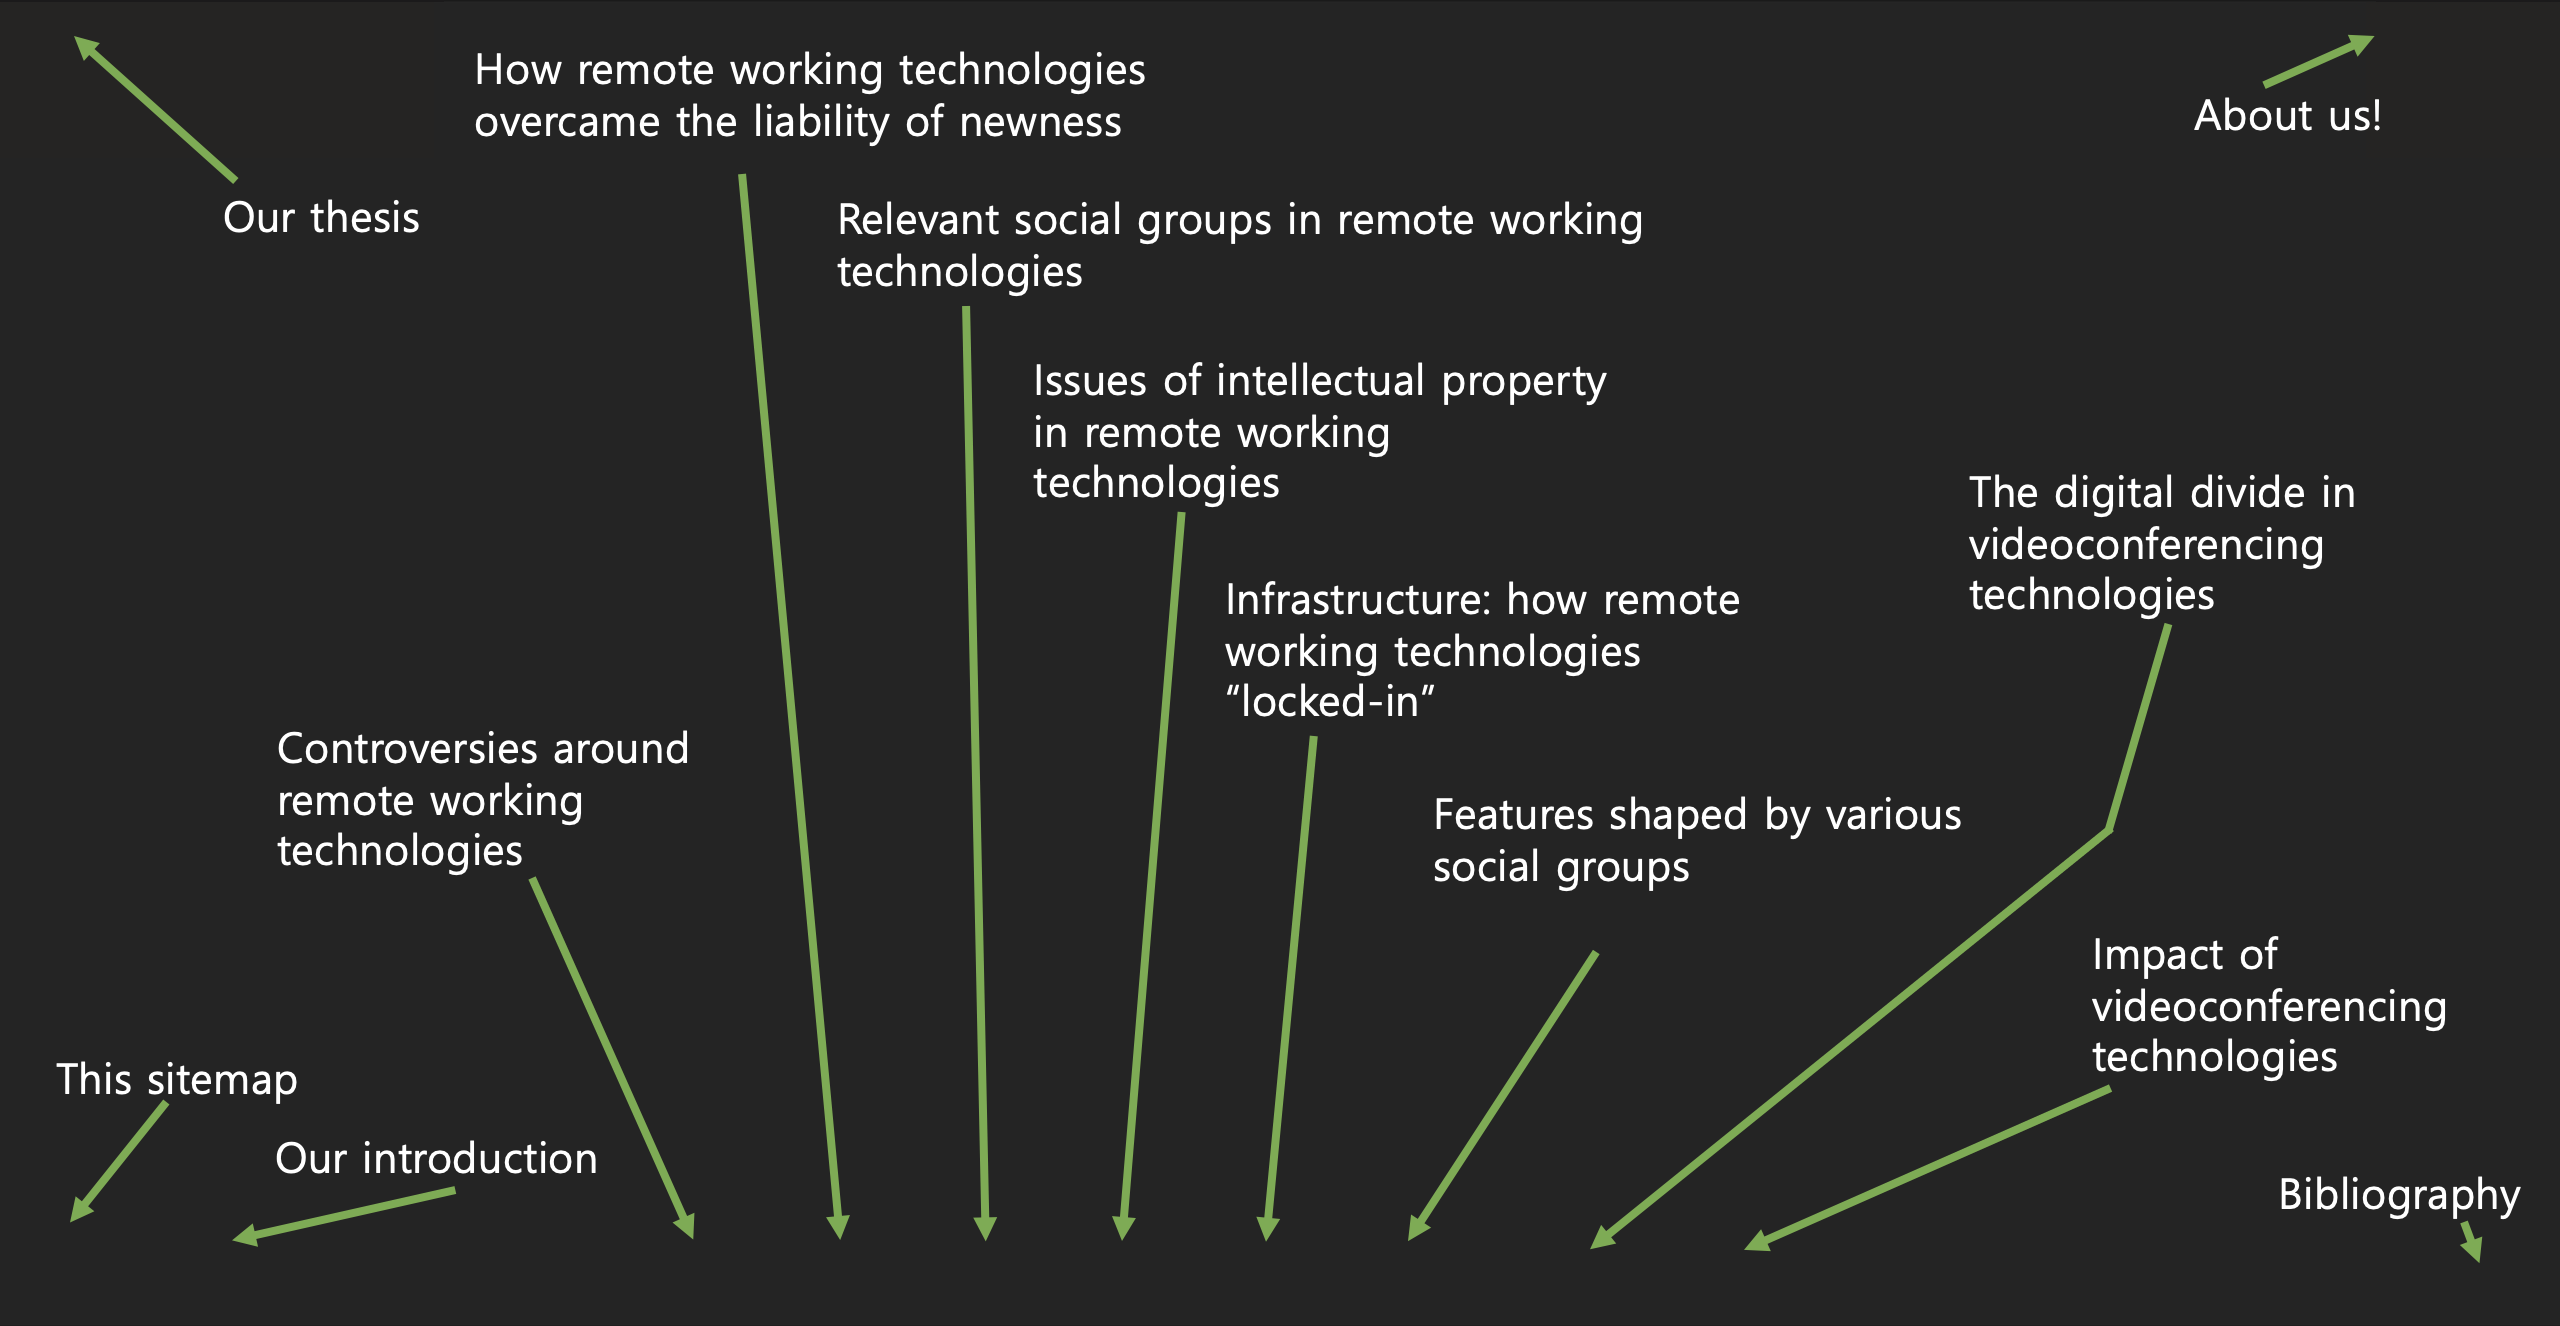 How remote working technologies
overcame the liability of newness
About us!
Our thesis
Relevant social groups in remote working
technologies
Issues of intellectual property
in remote working
technologies
The digital divide in
videoconferencing
technologies
Infrastructure: how remote
working technologies
“locked-in”
Controversies around
remote working
technologies
Features shaped by various
social groups
Impact of
videoconferencing
technologies
This sitemap
Our introduction
Bibliography